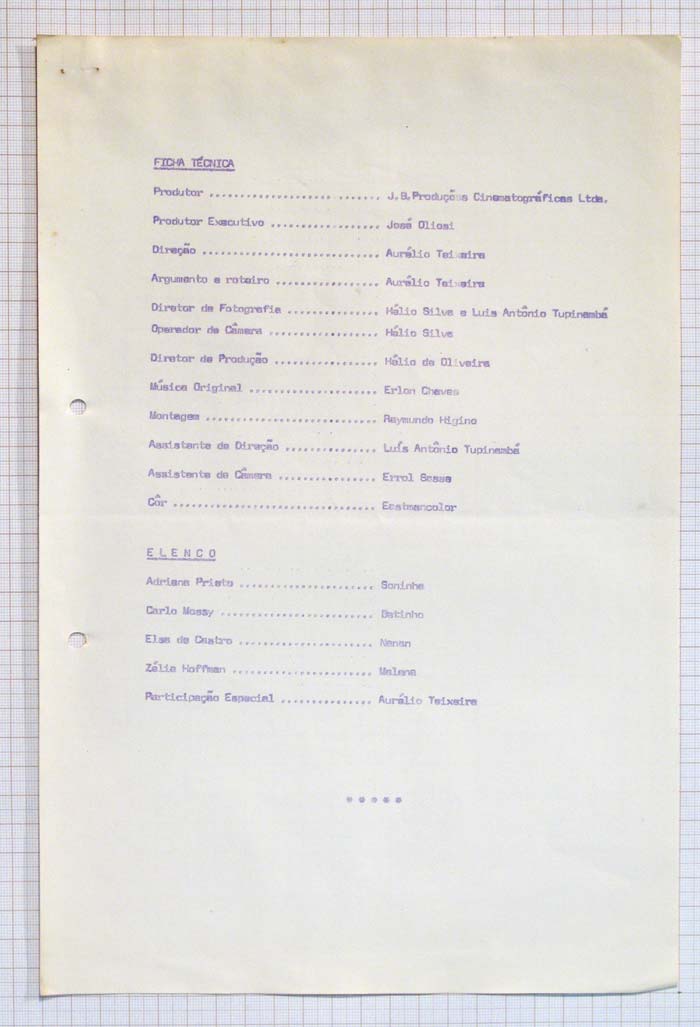 FICHA TÉCNICA
Produtor ............................ J.B.Produções Cinematográficas Ltda.
Produtor Executivo .................. José Oliosi
Direção ............................. Aurélio Teixeira
Argumento e roteiro ................. Aurélio Teixeira
Diretor de Fotografia ............... Hélio Silva e Luis Antônio Tupinambá
Operador de Câmera .................. Hélio Silva
Diretor de Produção ................. Hélio de Oliveira
Música Original ..................... Erlon Chaves
Montagem ............................ Raymundo Higino
Assistente de Direção ............... Luís Antônio Tupinambá
Assistente de Câmera ................ Errol Sasse
Côr ................................. Eastmancolor
E L E N C O
Adriana Prieto ...................... Soninha
Carlo Mossy ......................... Betinho
Elsa de Castro ...................... Nenen
Zélia Hoffman ....................... Malena
Participação Especial ............... Aurélio Teixeira
* * * * *